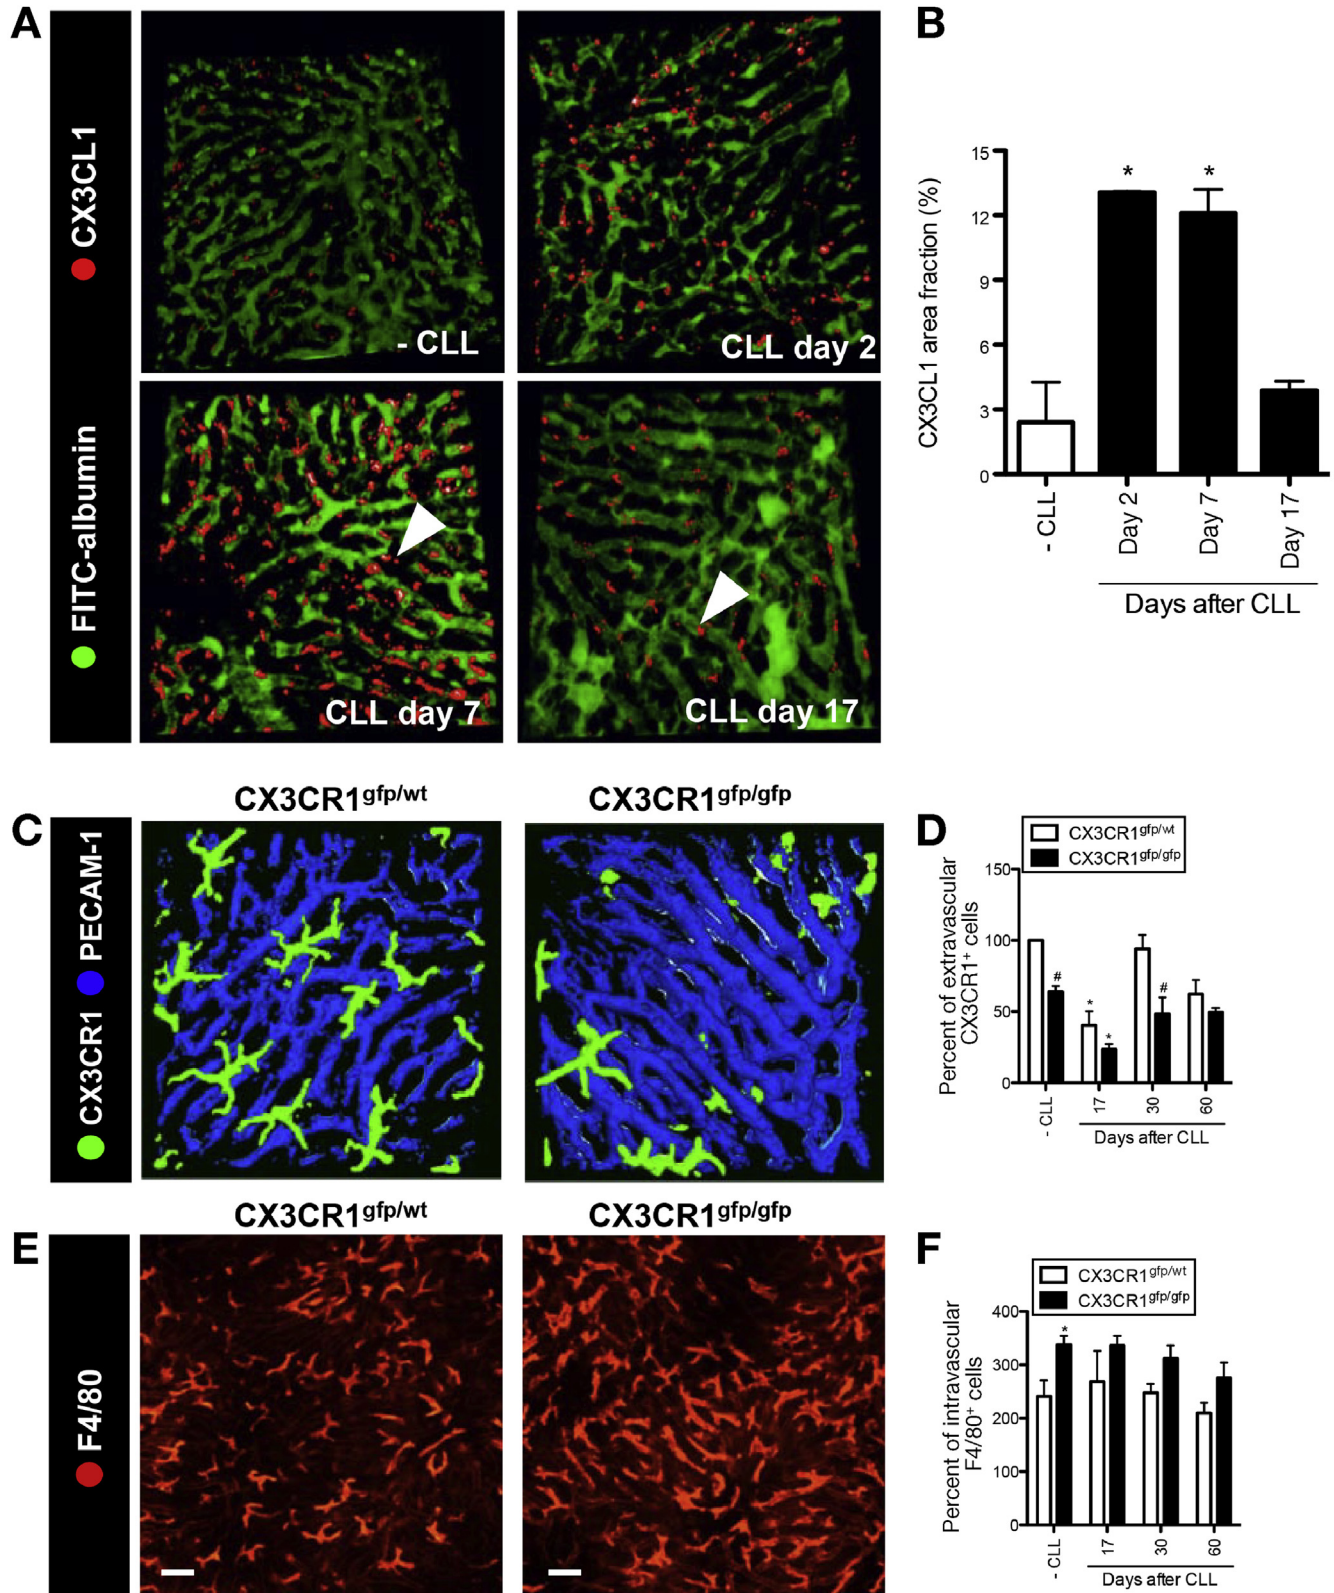 A
CX3CL1
FITC-albumin
- CLL
CLL day 2
CLL day 7
CLL day 17
B
CX3CL1 area fraction (%)
15
12
9
6
3
0
*
*
- CLL
Day 2
Day 7
Day 17
Days after CLL
C
CX3CR1 PECAM-1
CX3CR1gfp/wt
CX3CR1gfp/gfp
D
CX3CR1gfp/wt
CX3CR1gfp/gfp
Percent of extravascular
CX3CR1+ cells
150
100
50
0
#
*
*
#
- CLL
17
30
60
Days after CLL
E
F4/80
CX3CR1gfp/wt
CX3CR1gfp/gfp
F
CX3CR1gfp/wt
CX3CR1gfp/gfp
Percent of intravascular
F4/80+ cells
400
300
200
100
0
*
- CLL
17
30
60
Days after CLL